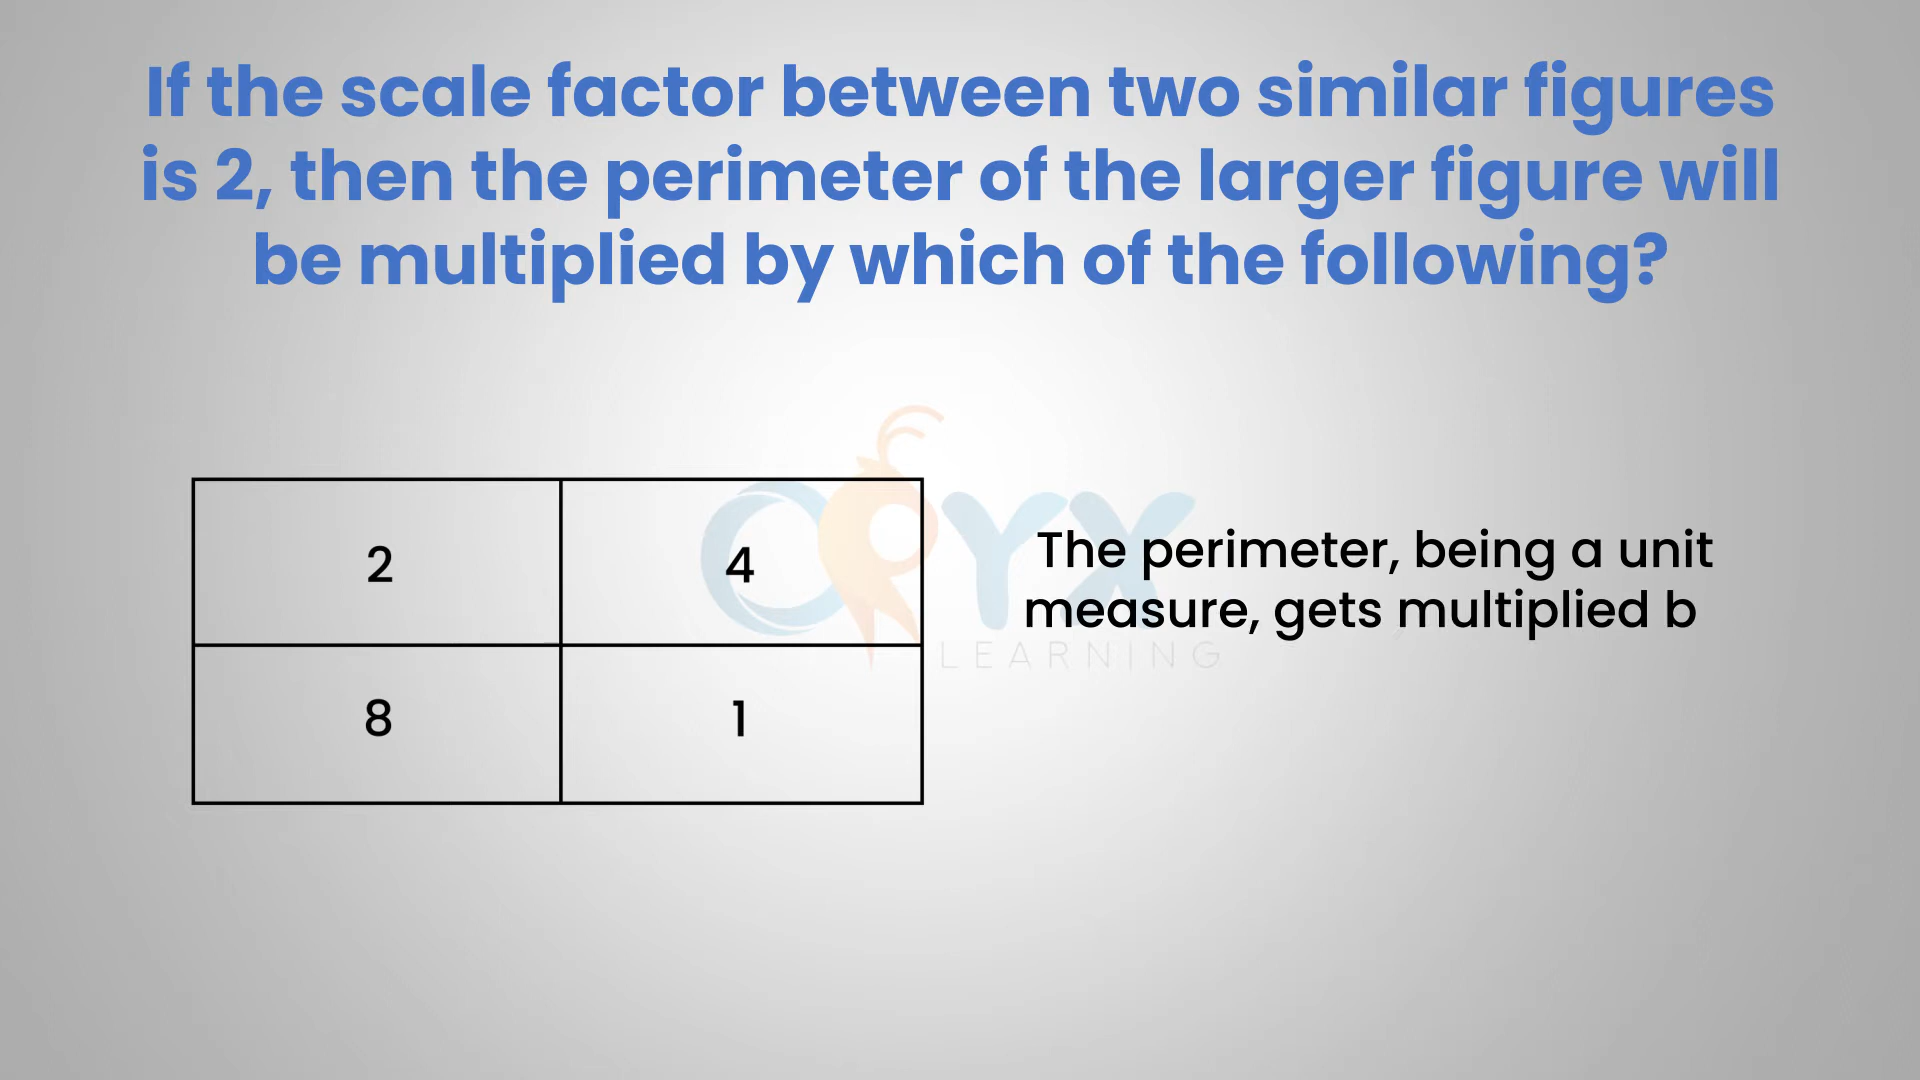 If the scale factor between two similar figures
is 2, then the perimeter of the larger figure will
be multiplied by which of the following?
2
4
8
1
The perimeter, being a unit
measure, gets multiplied b
ORYX
LEARNING